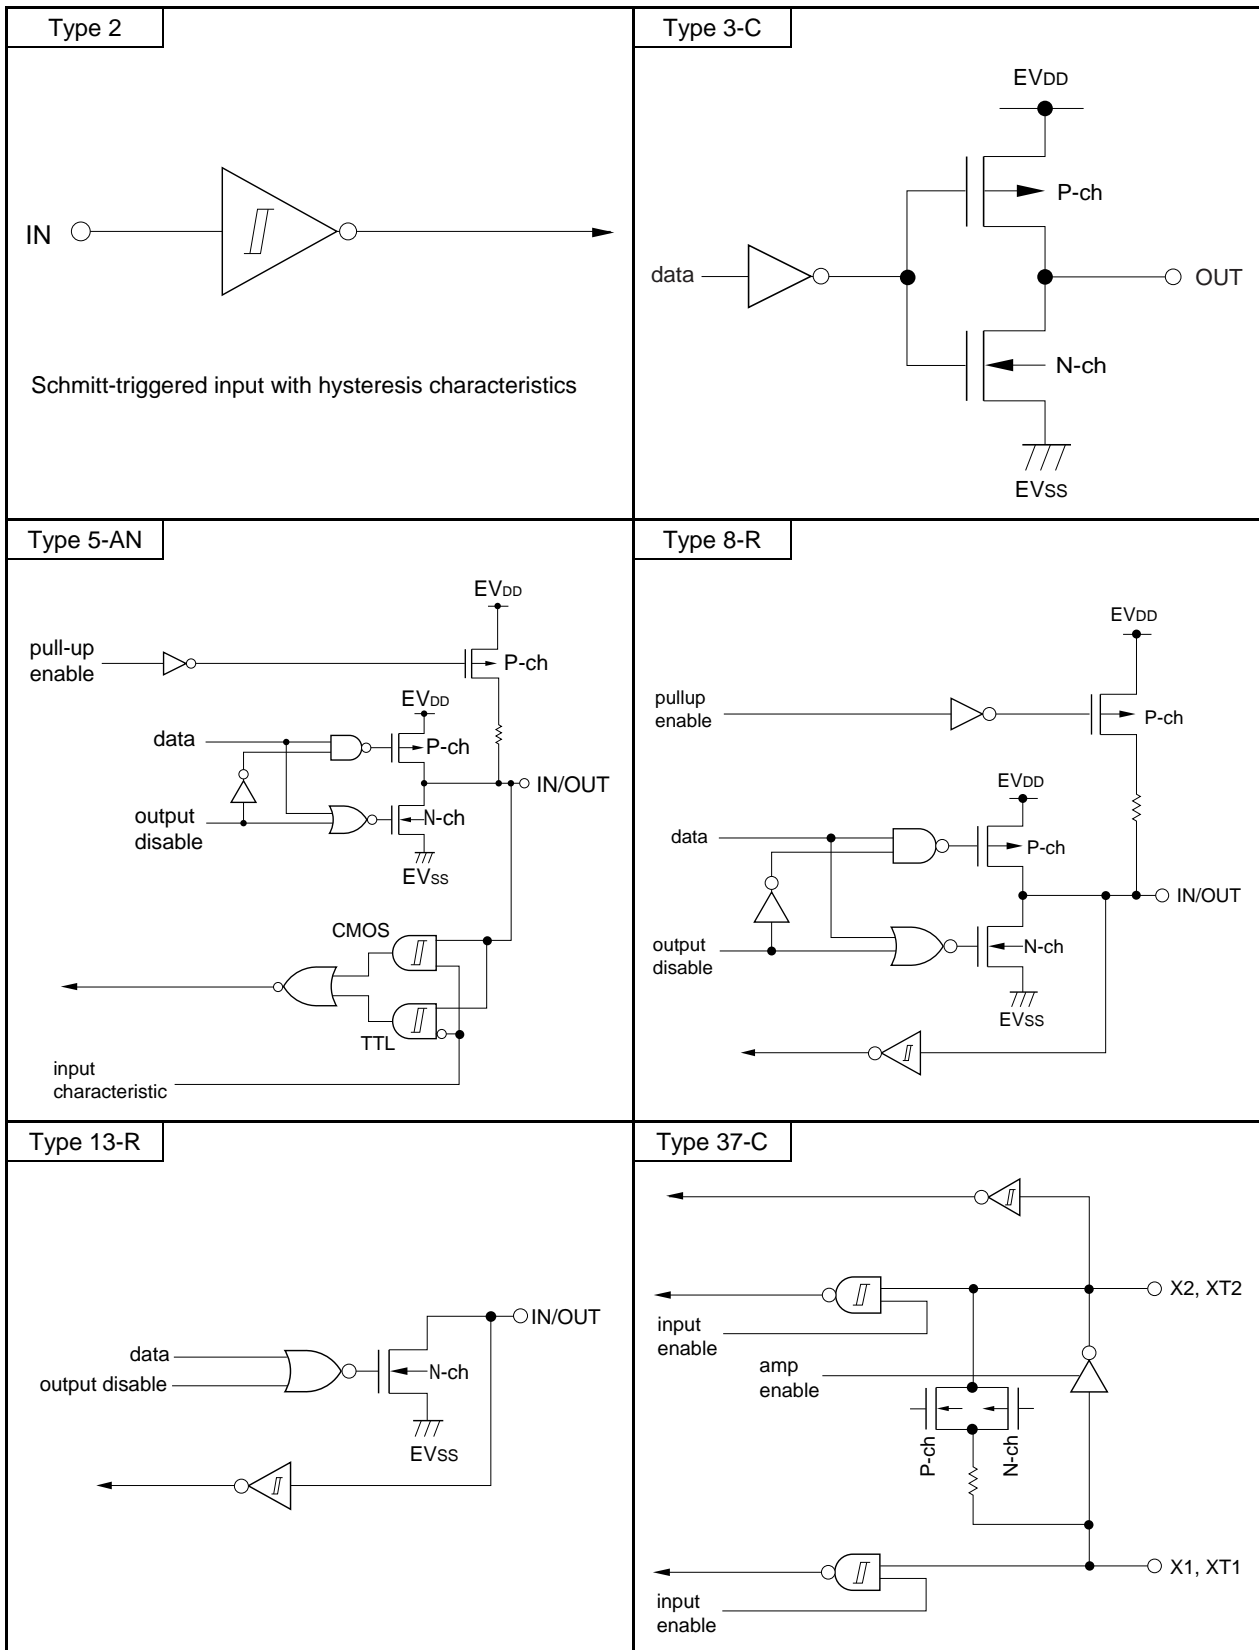 Type 2
IN
Schmitt-triggered input with hysteresis characteristics
Type 3-C
EVDD
P-ch
data
OUT
N-ch
EVSS
Type 5-AN
EVDD
pull-up
enable
P-ch
EVDD
data
P-ch
IN/OUT
output
disable
N-ch
EVSS
CMOS
TTL
input
characteristic
Type 8-R
EVDD
pullup
enable
P-ch
EVDD
data
P-ch
IN/OUT
output
disable
N-ch
EVSS
Type 13-R
IN/OUT
data
output disable
N-ch
EVSS
Type 37-C
X2, XT2
input
enable
amp
enable
P-ch
N-ch
X1, XT1
input
enable